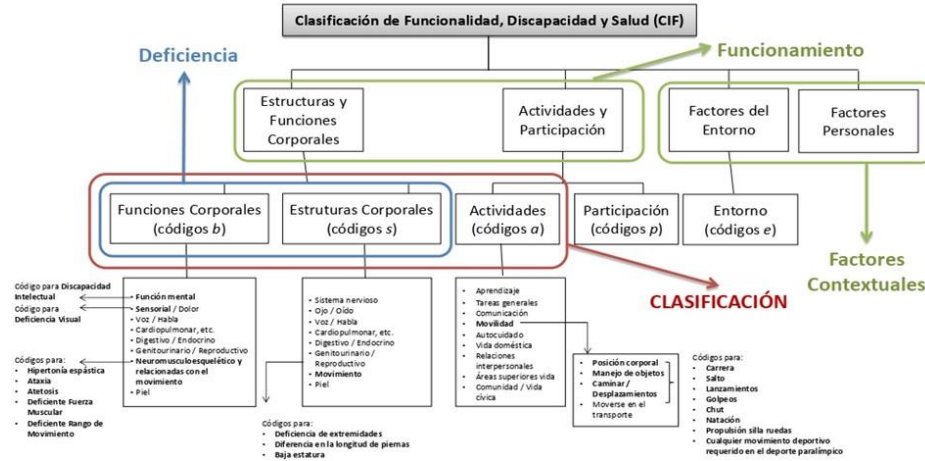 Clasificación de Funcionalidad, Discapacidad y Salud (CIF)
Deficiencia
Funcionamiento
Estructuras y
Funciones
Corporales
Actividades y
Participación
Factores del
Entorno
Factores
Personales
Funciones Corporales
(códigos b)
Estruturas Corporales
(códigos s)
Actividades
(códigos a)
Participación
(códigos p)
Entorno
(códigos e)
Factores
Contextuales
CLASIFICACIÓN
Código para Discapacidad
Intelectual
Código para
Deficiencia Visual
Códigos para:
• Hipertonía espástica
• Ataxia
• Atetosis
• Deficiente Fuerza
Muscular
• Deficiente Rango de
Movimiento
• Función mental
• Sensorial / Dolor
• Voz / Habla
• Cardiopulmonar, etc.
• Digestivo / Endocrino
• Genitourinario / Reproductivo
• Neuromusculoesquelético y
relacionadas con el
movimiento
• Piel
• Sistema nervioso
• Ojo / Oído
• Voz / Habla
• Cardiopulmonar, etc.
• Digestivo / Endocrino
• Genitourinario /
Reproductivo
• Movimiento
• Piel
Códigos para:
• Deficiencia de extremidades
• Diferencia en la longitud de piernas
• Baja estatura
• Aprendizaje
• Tareas generales
• Comunicación
• Movilidad
• Autocuidado
• Vida doméstica
• Relaciones
interpersonales
• Áreas superiores vida
• Comunidad / Vida
cívica
• Posición corporal
• Manejo de objetos
• Caminar /
Desplazamientos
• Moverse en el
transporte
Códigos para:
• Carrera
• Salto
• Lanzamientos
• Golpeos
• Chut
• Natación
• Propulsión silla ruedas
• Cualquier movimiento deportivo
requerido en el deporte paralímpico